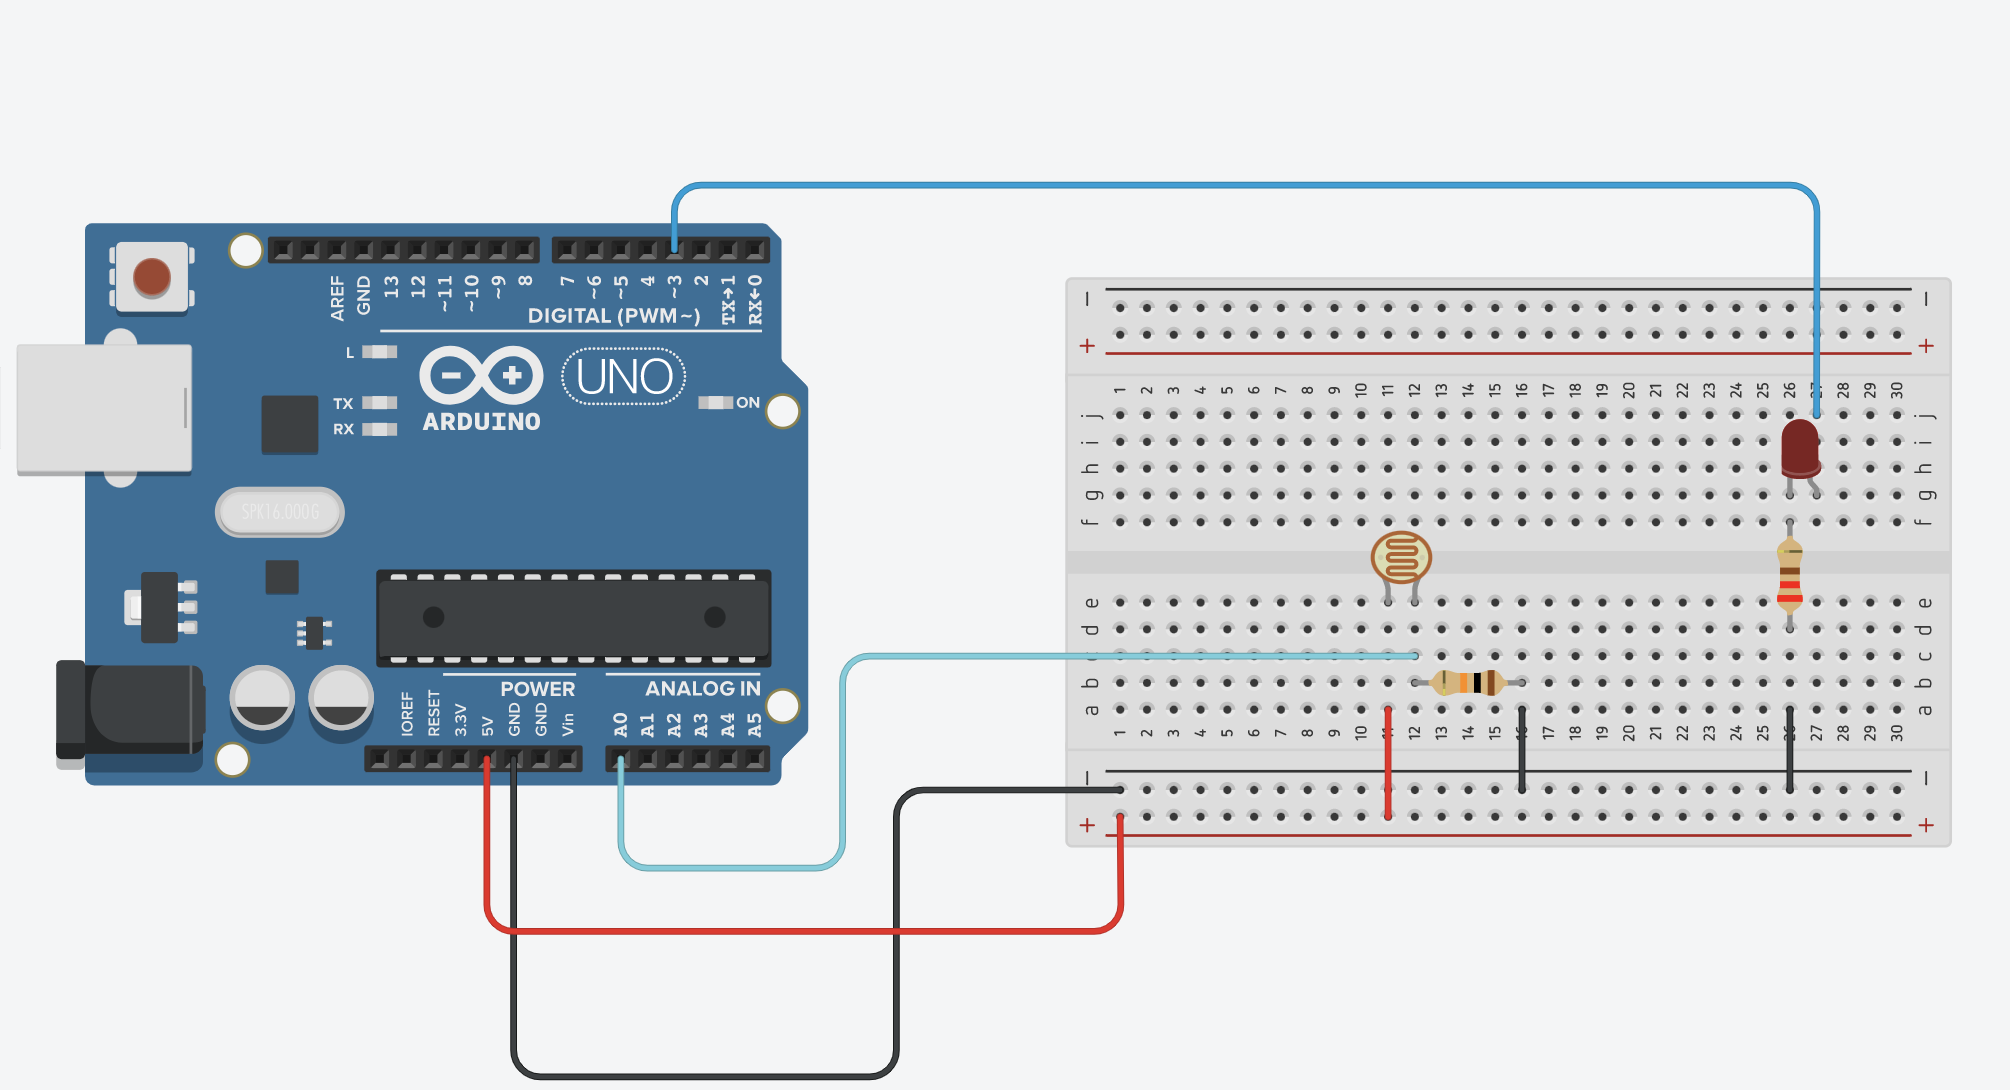 AREF GND 13 12 ~11 ~10 ~9 8 7 ~6 ~5 4 ~3 2 TX→1 RX←0
DIGITAL (PWM~)
L
TX
RX
UNO
ON
ARDUINO
SPK16.000G
POWER
ANALOG IN
IOREF RESET 3.3V 5V GND GND Vin A0 A1 A2 A3 A4 A5
− −
+ +
1 2 3 4 5 6 7 8 9 10 11 12 13 14 15 16 17 18 19 20 21 22 23 24 25 26 27 28 29 30
j j
i i
h h
g g
f f
e e
d d
c c
b b
a a
1 2 3 4 5 6 7 8 9 10 11 12 13 14 15 16 17 18 19 20 21 22 23 24 25 26 27 28 29 30
− −
+ +